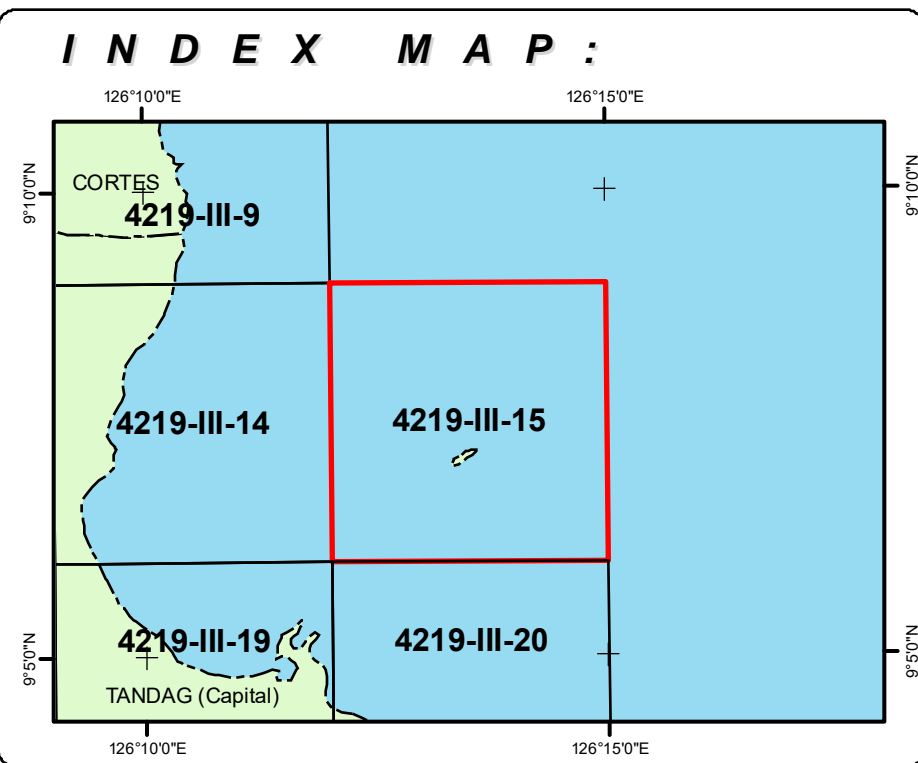 INDEX MAP:
126°10'0"E 126°15'0"E
9°10'0"N
CORTES
9°10'0"N
4219-III-9
4219-III-14
4219-III-15
9°5'0"N
4219-III-19
4219-III-20
9°5'0"N
TANDAG (Capital)
126°10'0"E 126°15'0"E